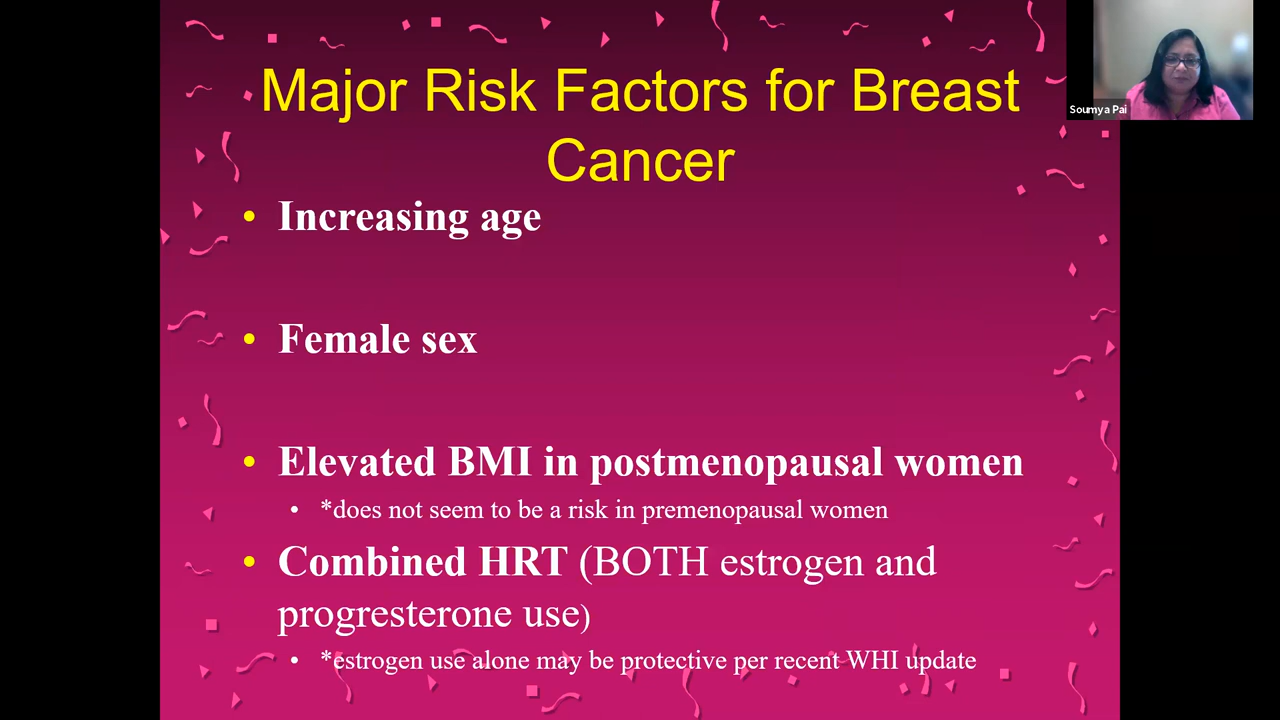 Major Risk Factors for Breast
Cancer
Soumya Pai
• Increasing age
• Female sex
• Elevated BMI in postmenopausal women
• *does not seem to be a risk in premenopausal women
• Combined HRT (BOTH estrogen and
progresterone use)
• *estrogen use alone may be protective per recent WHI update